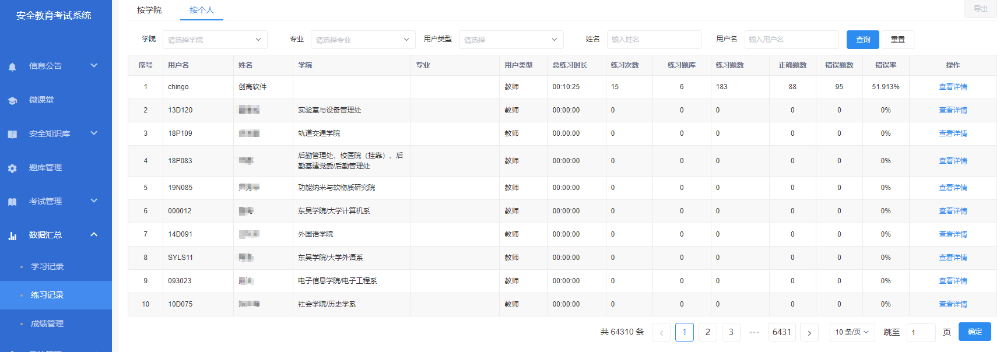 安全教育考试系统
信息公告
微课堂
安全知识库
题库管理
考试管理
数据汇总
学习记录
练习记录
成绩管理
按学院 按个人
导出
学院 请选择学院 专业 请选择专业 用户类型 请选择 姓名 输入姓名 用户名 输入用户名 查询 重置
序号 用户名 姓名 学院 专业 用户类型 总练习时长 练习次数 练习题库 练习题数 正确题数 错误题数 错误率 操作
1 chingo 创高软件 教师 00:10:25 15 6 183 88 95 51.913% 查看详情
2 13D120 实验室与设备管理处 教师 00:00:00 0 0 0 0 0 0% 查看详情
3 18P109 轨道交通学院 教师 00:00:00 0 0 0 0 0 0% 查看详情
4 18P083 后勤管理处、校医院（挂靠）、后
勤基建党委/后勤管理处 教师 00:00:00 0 0 0 0 0 0% 查看详情
5 19N085 功能纳米与软物质研究院 教师 00:00:00 0 0 0 0 0 0% 查看详情
6 000012 东吴学院/大学计算机系 教师 00:00:00 0 0 0 0 0 0% 查看详情
7 14D091 外国语学院 教师 00:00:00 0 0 0 0 0 0% 查看详情
8 SYLS11 东吴学院/大学外语系 教师 00:00:00 0 0 0 0 0 0% 查看详情
9 093023 电子信息学院/电子工程系 教师 00:00:00 0 0 0 0 0 0% 查看详情
10 10D075 社会学院/历史学系 教师 00:00:00 0 0 0 0 0 0% 查看详情
共 64310 条 < 1 2 3 ••• 6431 > 10 条/页 跳至 1 页 确定